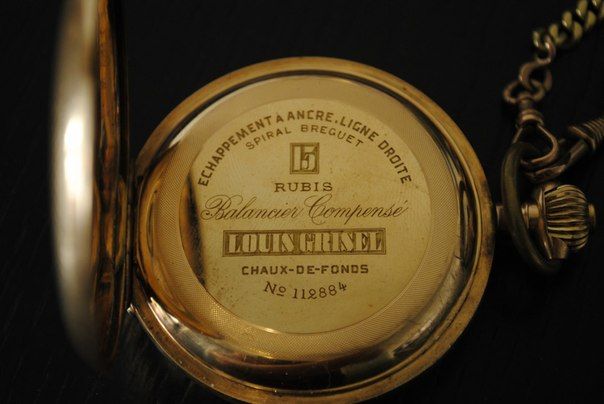 ECHAPPEMENT A ANCRE, LIGNE DROITE
SPIRAL BREGUET
15
RUBIS
Balancier Compensé
LOUIS GRISEL
CHAUX-DE-FONDS
No 112884